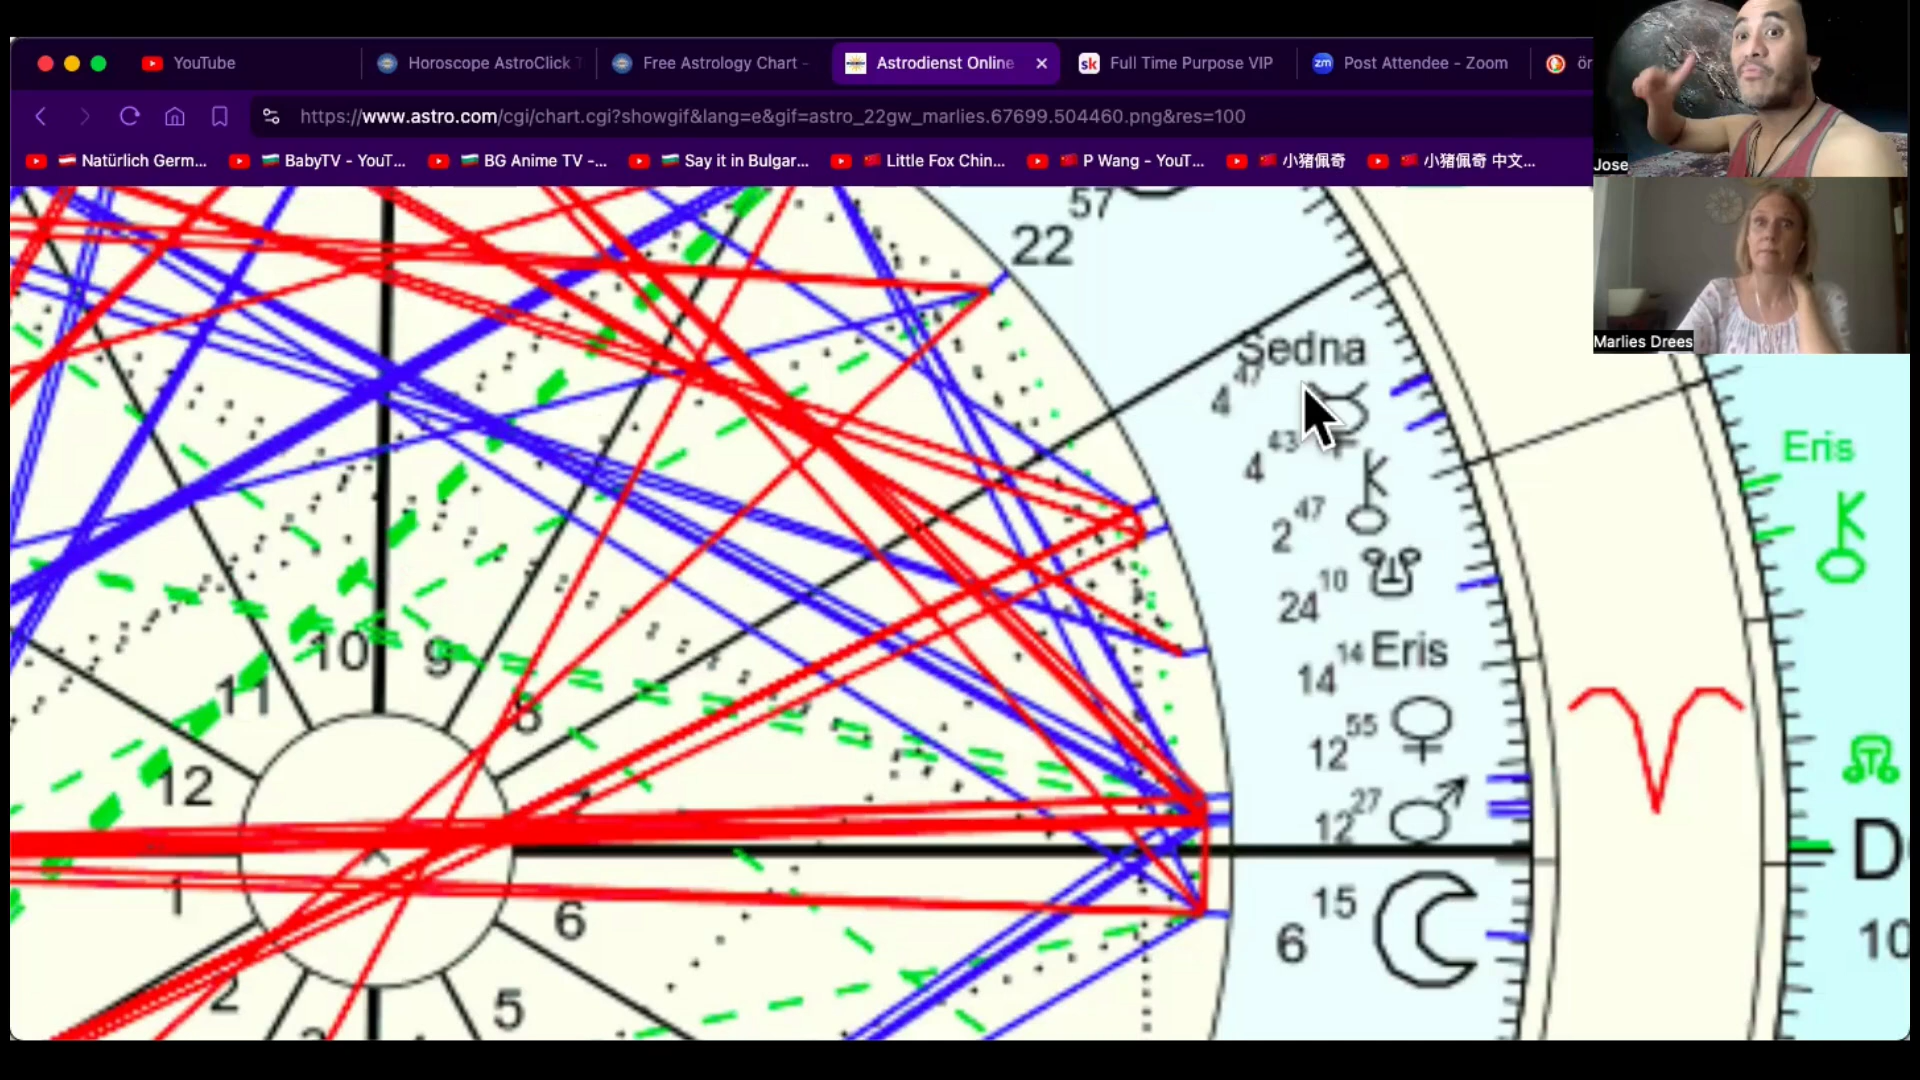 YouTube
Horoscope AstroClick T
Free Astrology Chart -
Astrodienst Online
Full Time Purpose VIP
Post Attendee - Zoom
ör
https://www.astro.com/cgi/chart.cgi?showgif&lang=e&gif=astro_22gw_marlies.67699.504460.png&res=100
Natürlich Germ...
BabyTV - YouT...
BG Anime TV -...
Say it in Bulgar...
Little Fox Chin...
P Wang - YouT...
小猪佩奇
小猪佩奇 中文...
Jose
Marlies Drees
57
22
Sedna
4 47
4 43
2 47
24 10
14 14 Eris
12 55
12 27
6 15
Eris
D
10
10
9
11
8
12
1
6
2
5
3